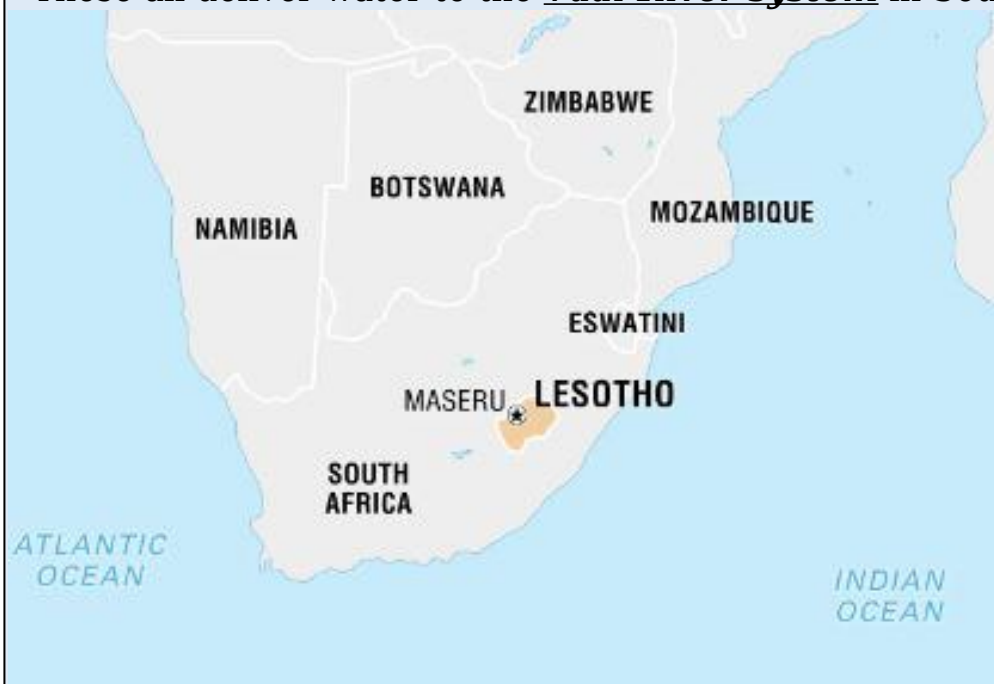 These all deliver water to the Vaal River System in Sou
ZIMBABWE
BOTSWANA
MOZAMBIQUE
NAMIBIA
ESWATINI
MASERU
LESOTHO
SOUTH
AFRICA
ATLANTIC
OCEAN
INDIAN
OCEAN